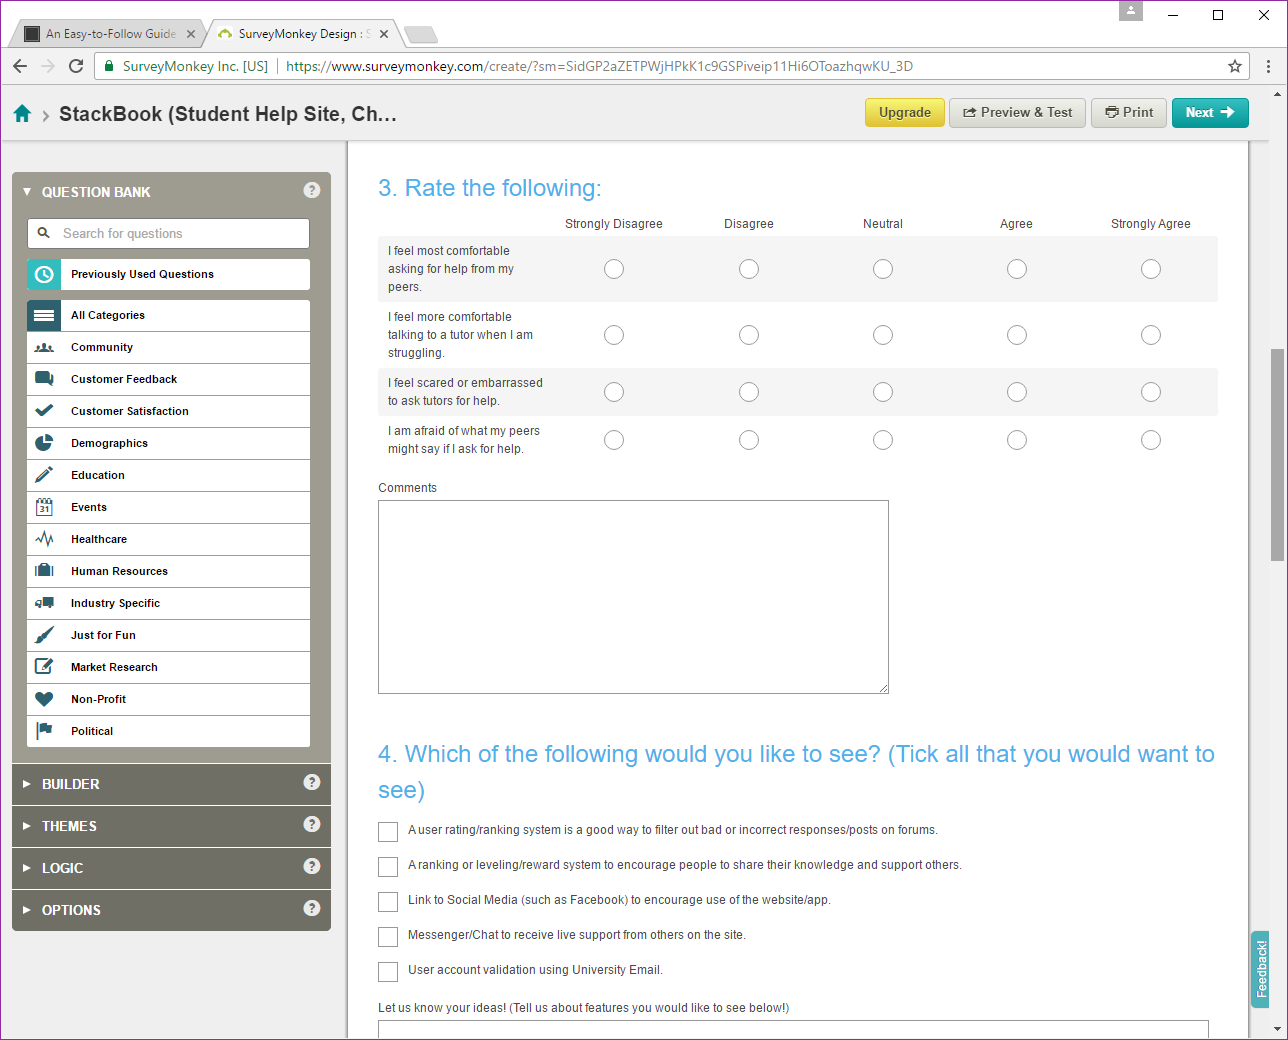 An Easy-to-Follow Guide
SurveyMonkey Design : S
SurveyMonkey Inc. [US]
https://www.surveymonkey.com/create/?sm=SidGP2aZETPWjHPkK1c9GSPiveip11Hi6OToazhqwKU_3D
StackBook (Student Help Site, Ch...
Upgrade
Preview & Test
Print
Next
QUESTION BANK
?
Search for questions
Previously Used Questions
All Categories
Community
Customer Feedback
Customer Satisfaction
Demographics
Education
31
Events
Healthcare
Human Resources
Industry Specific
Just for Fun
Market Research
Non-Profit
Political
BUILDER
?
THEMES
?
LOGIC
?
OPTIONS
?
3. Rate the following:
Strongly Disagree
Disagree
Neutral
Agree
Strongly Agree
I feel most comfortable
asking for help from my
peers.
I feel more comfortable
talking to a tutor when I am
struggling.
I feel scared or embarrassed
to ask tutors for help.
I am afraid of what my peers
might say if I ask for help.
Comments
4. Which of the following would you like to see? (Tick all that you would want to
see)
A user rating/ranking system is a good way to filter out bad or incorrect responses/posts on forums.
A ranking or leveling/reward system to encourage people to share their knowledge and support others.
Link to Social Media (such as Facebook) to encourage use of the website/app.
Messenger/Chat to receive live support from others on the site.
User account validation using University Email.
Let us know your ideas! (Tell us about features you would like to see below!)
Feedback!